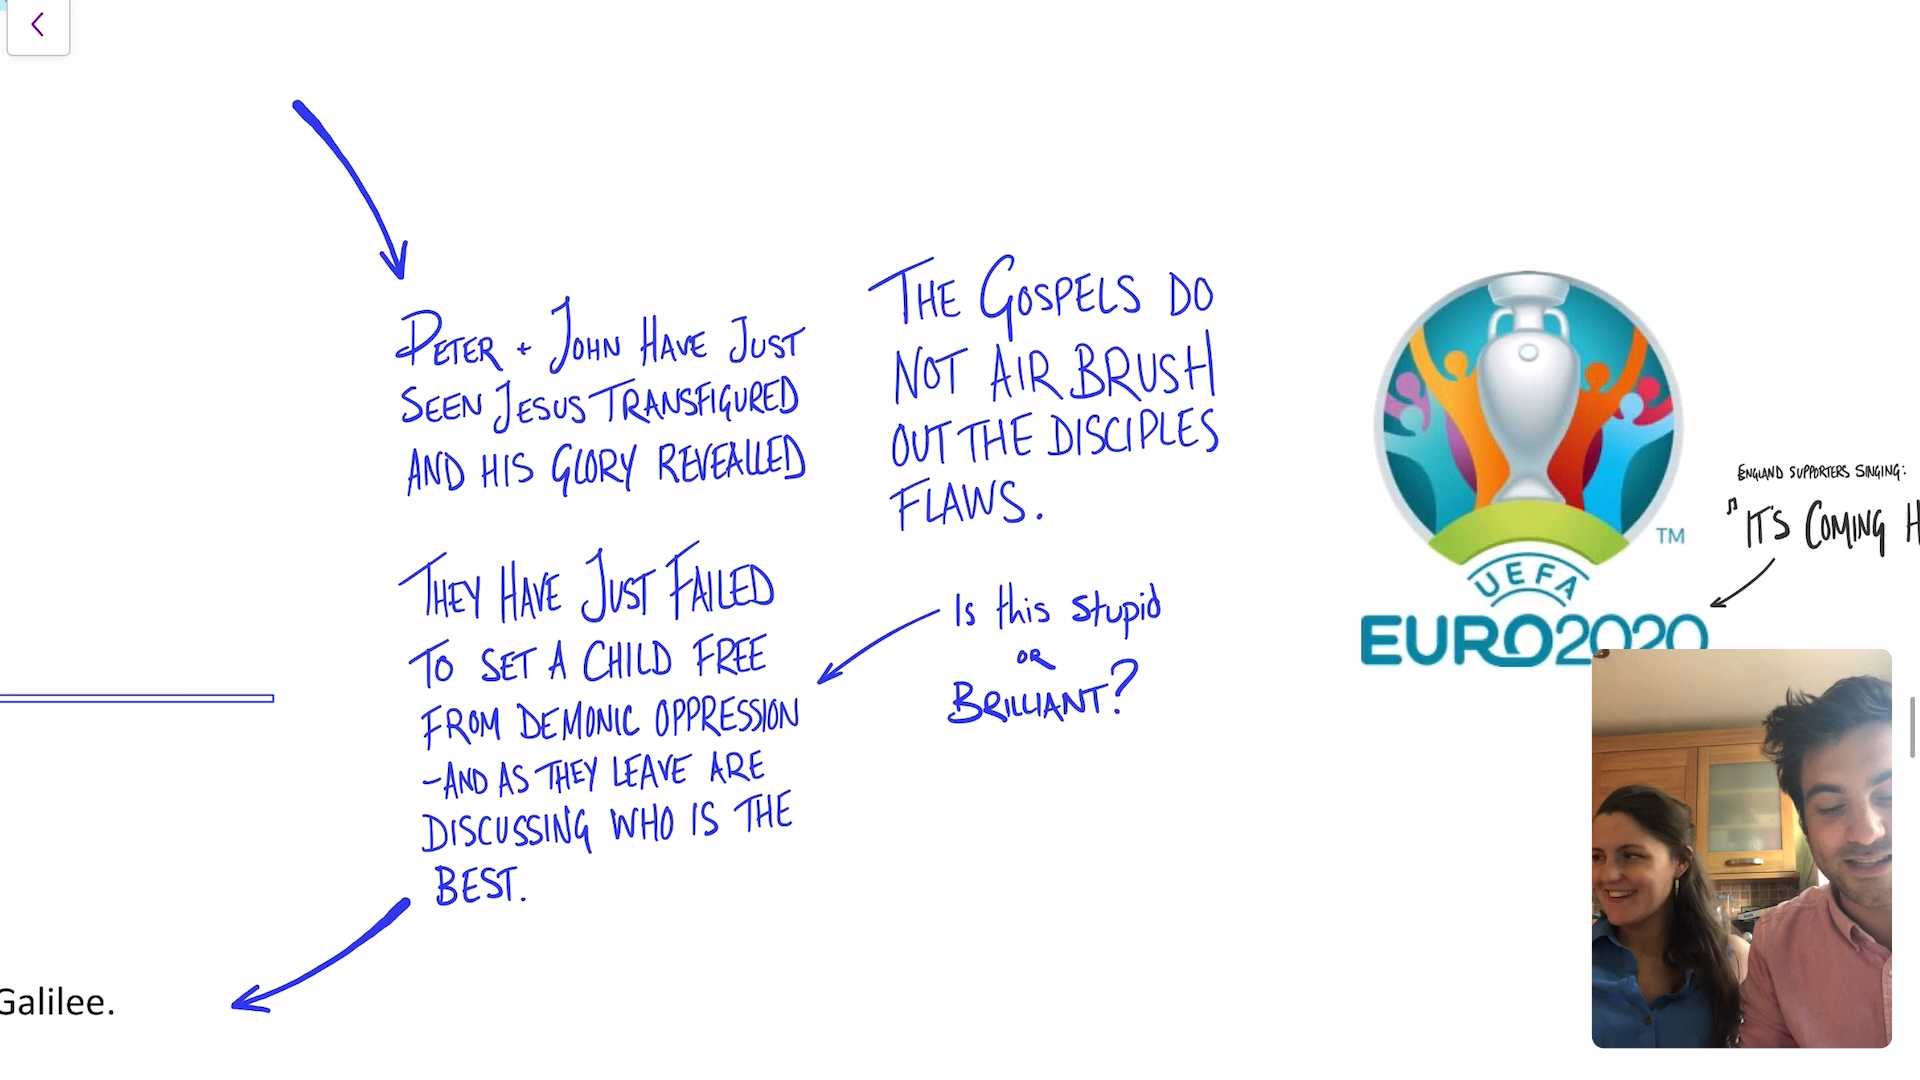 PETER + JOHN HAVE JUST
SEEN JESUS TRANSFIGURED
AND HIS GLORY REVEALLED
THEY HAVE JUST FAILED
TO SET A CHILD FREE
FROM DEMONIC OPPRESSION
-AND AS THEY LEAVE ARE
DISCUSSING WHO IS THE
BEST.
THE GOSPELS DO
NOT AIR BRUSH
OUT THE DISCIPLES
FLAWS.
Is this stupid
OR
BRILLIANT?
TM
UEFA
EURO2020
ENGLAND SUPPORTERS SINGING:
♫ IT'S COMING H
Galilee.